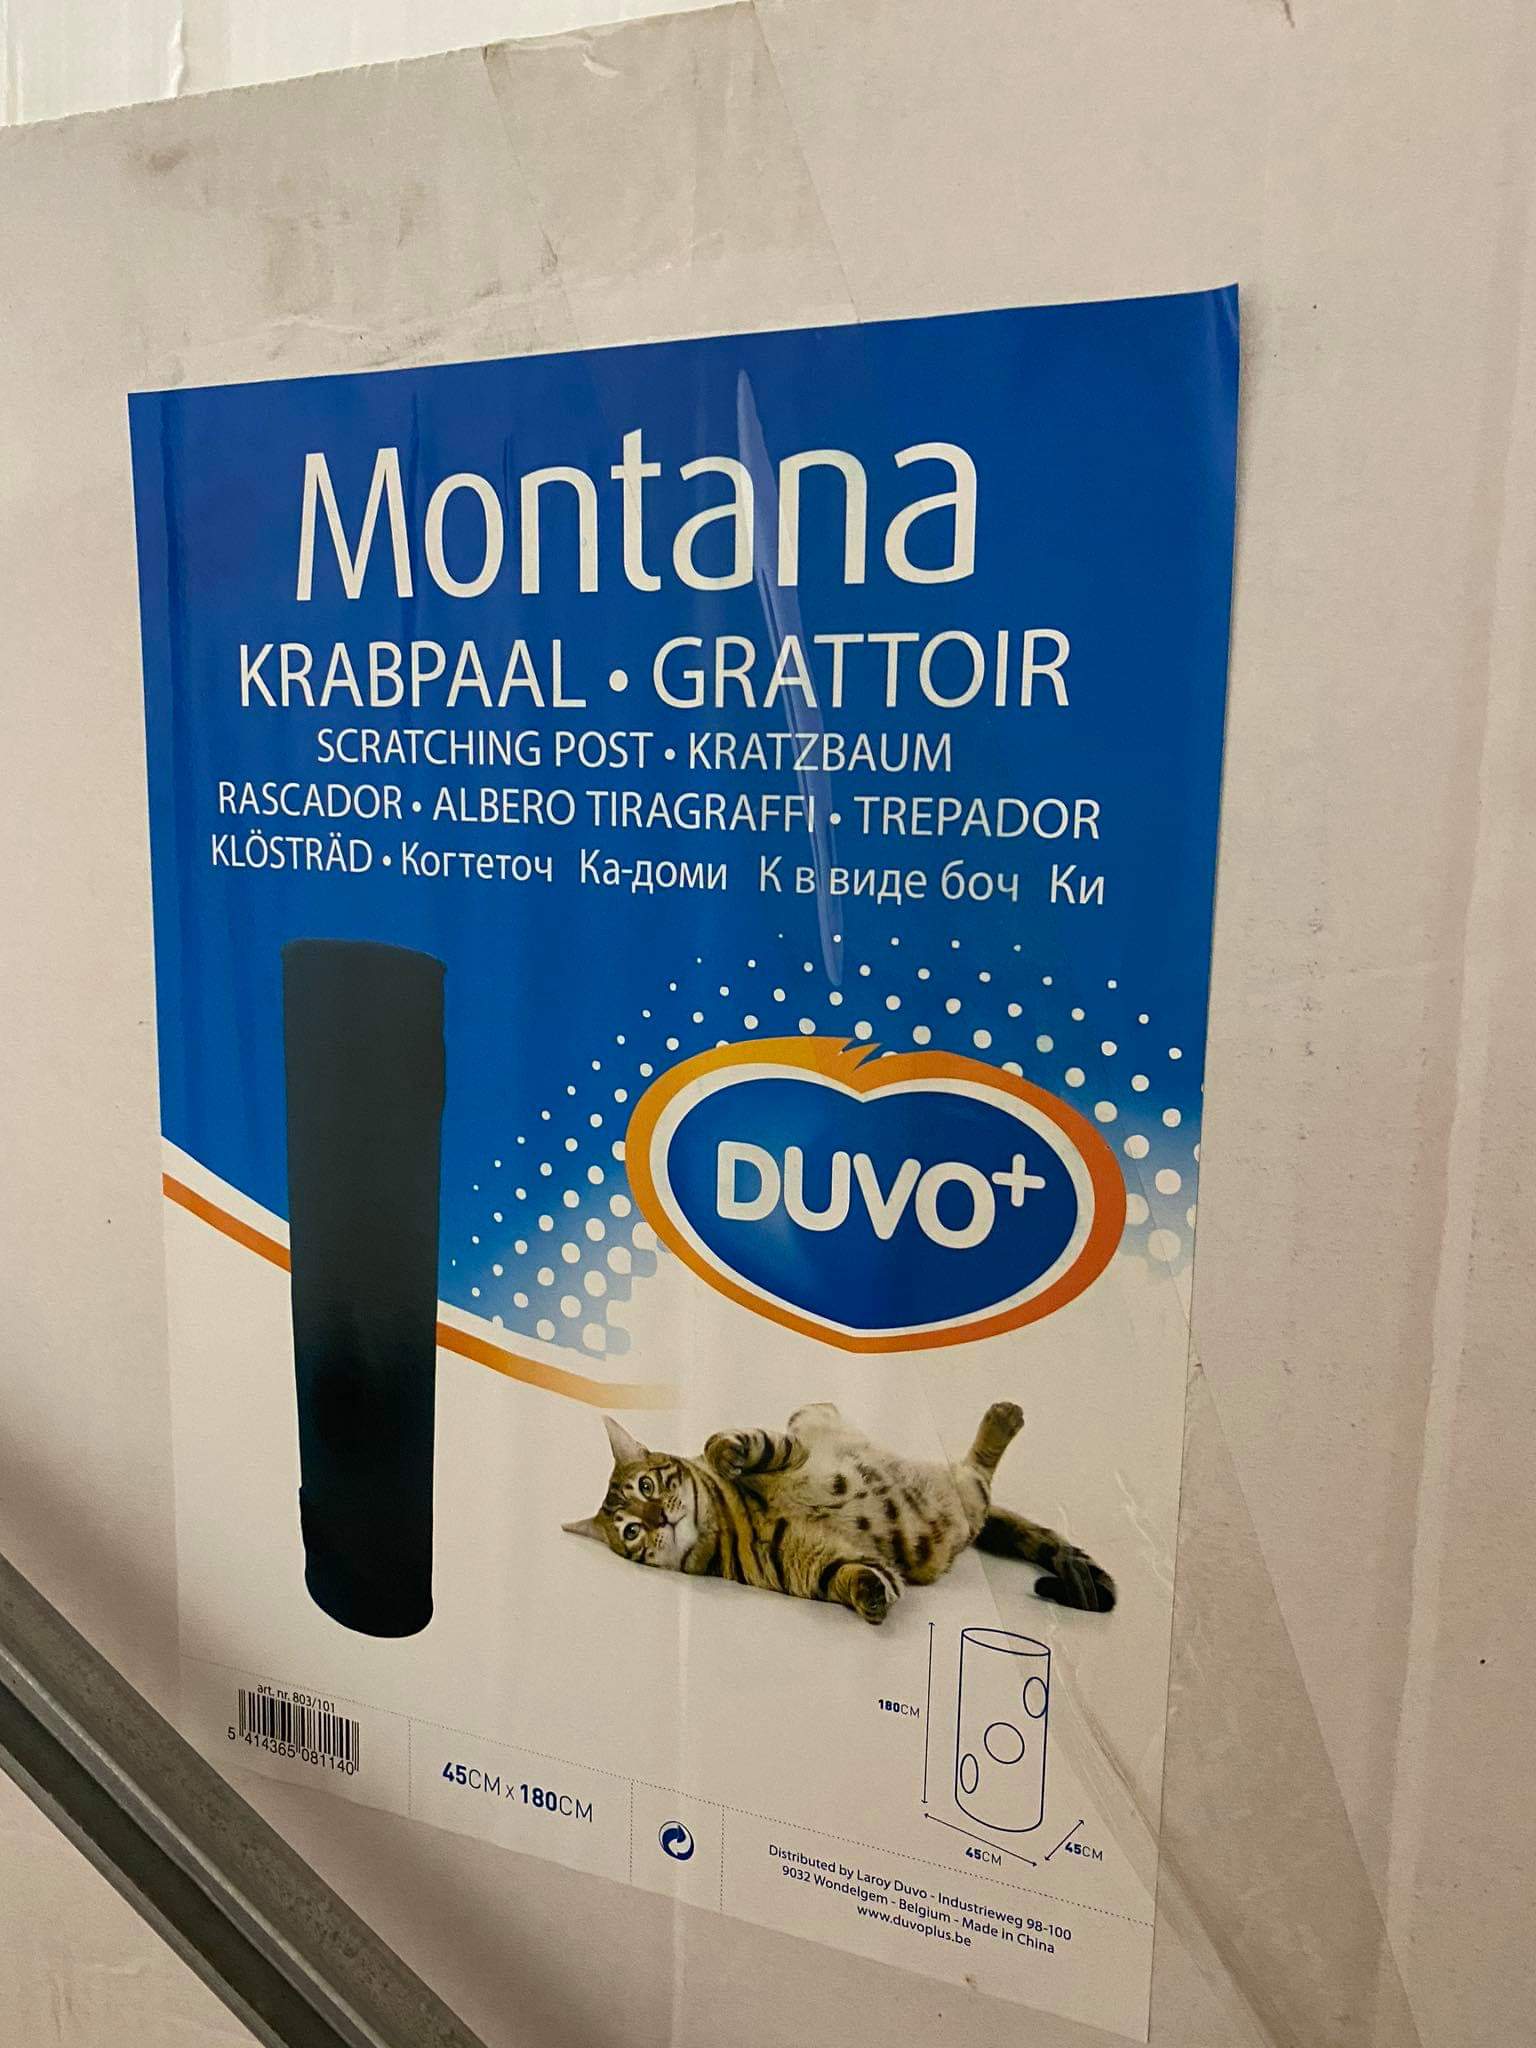 Montana
KRABPAAL • GRATTOIR
SCRATCHING POST • KRATZBAUM
RASCADOR • ALBERO TIRAGRAFFI • TREPADOR
KLÖSTRÄD • Когтеточ Ка-доми К в виде боч Ки
DUVO+
180CM
45CM
45CM
art. nr. 803/101
5 414365 081140
45CM x 180CM
Distributed by Laroy Duvo - Industrieweg 98-100
9032 Wondelgem - Belgium - Made in China
www.duvoplus.be